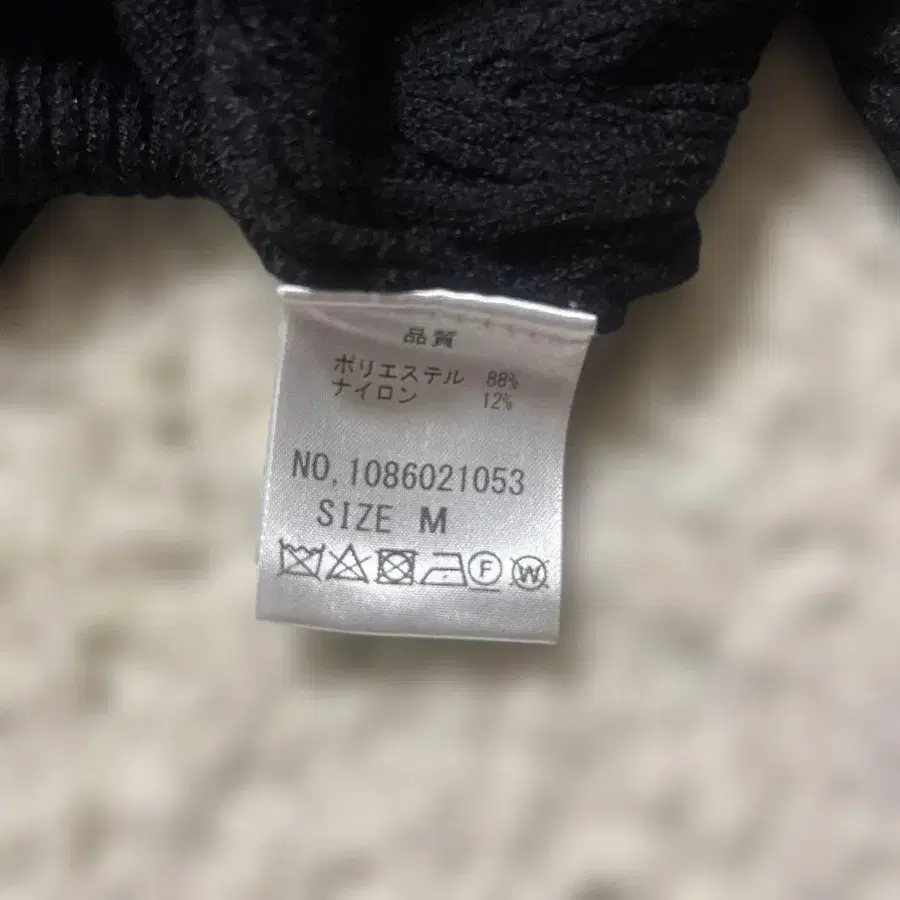 品質
ポリエステル 88%
ナイロン 12%
NO,1086021053
SIZE M
F W